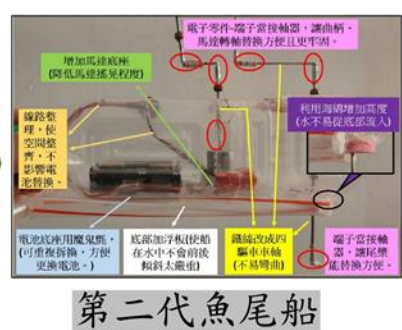 電子零件-端子當接軸器，讓曲柄、
馬達轉軸替換方便且更牢固。
增加馬達底座
(降低馬達搖晃程度)
利用海綿增加高度
(水不易從底部流入)
線路整
理，使
空間整
齊，不
影響電
池替換。
電池底座用魔鬼氈，
(可重複拆換，方便
更換電池。)
底部加浮板(使船
在水中不會前後
傾斜太嚴重)
鐵絲改成四
驅車車軸
(不易彎曲)
端子當接軸
器，讓尾槳
能替換方便。
第二代魚尾船